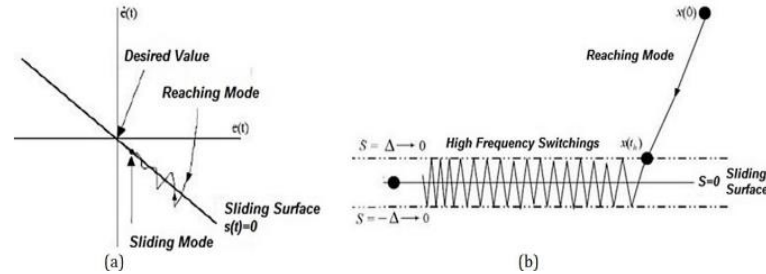 ė(t)
Desired Value
Reaching Mode
e(t)
Sliding Surface
s(t)=0
Sliding Mode
(a)
x(0)
Reaching Mode
S = Δ → 0
High Frequency Switchings
x(tₕ)
S=0
Sliding
Surface
S = -Δ → 0
(b)